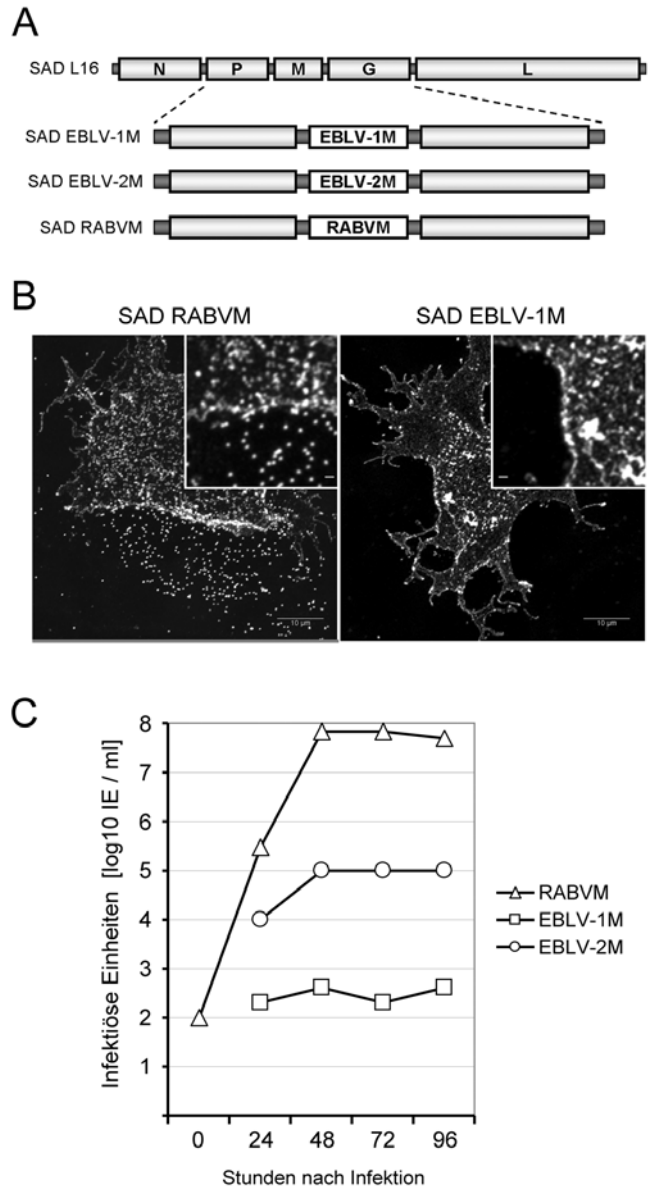 A
SAD L16 N P M G L
SAD EBLV-1M EBLV-1M
SAD EBLV-2M EBLV-2M
SAD RABVM RABVM
B
SAD RABVM SAD EBLV-1M
10 µm 10 µm
C
8
7
6
5
4
3
2
1
Infektiöse Einheiten [log10 IE / ml]
RABVM
EBLV-1M
EBLV-2M
0 24 48 72 96
Stunden nach Infektion